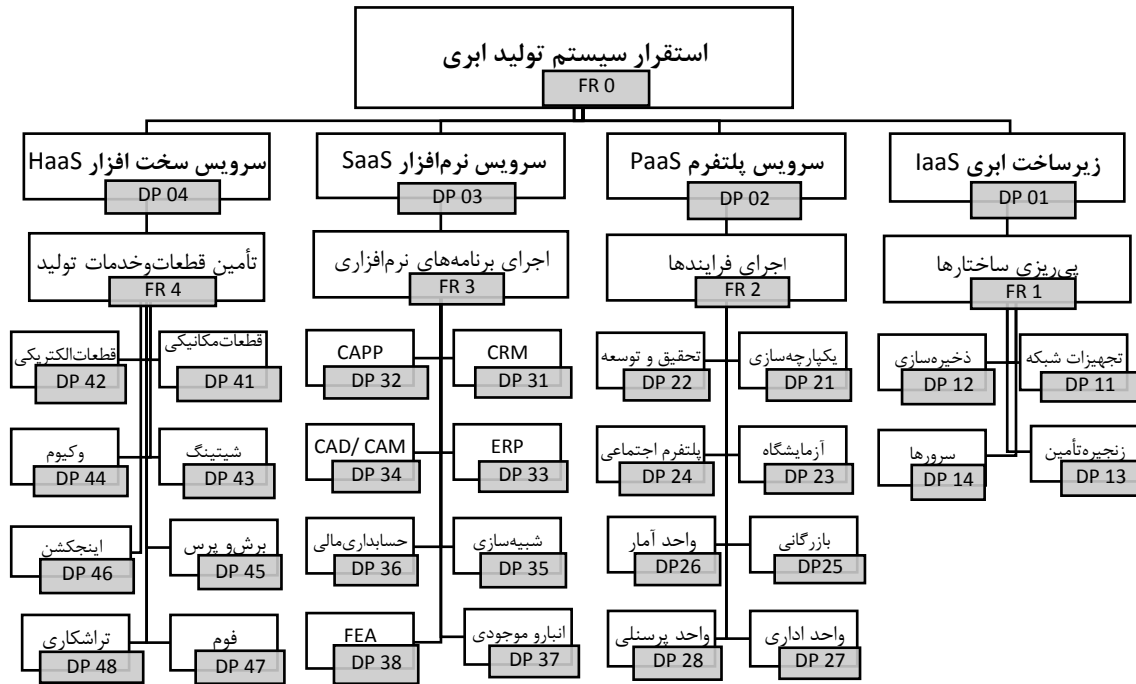 استقرار سیستم تولید ابری
FR 0
زیرساخت ابری IaaS
DP 01
سرویس پلتفرم PaaS
DP 02
سرویس نرم‌افزار SaaS
DP 03
سرویس سخت افزار HaaS
DP 04
پی‌ریزی ساختارها
FR 1
اجرای فرایندها
FR 2
اجرای برنامه‌های نرم‌افزاری
FR 3
تأمین قطعات‌وخدمات تولید
FR 4
تجهیزات شبکه
DP 11
ذخیره‌سازی
DP 12
زنجیره‌تأمین
DP 13
سرورها
DP 14
یکپارچه‌سازی
DP 21
تحقیق و توسعه
DP 22
آزمایشگاه
DP 23
پلتفرم اجتماعی
DP 24
بازرگانی
DP25
واحد آمار
DP26
واحد اداری
DP 27
واحد پرسنلی
DP 28
CRM
DP 31
CAPP
DP 32
ERP
DP 33
CAD/ CAM
DP 34
شبیه‌سازی
DP 35
حسابداری‌مالی
DP 36
انبارو موجودی
DP 37
FEA
DP 38
قطعات‌مکانیکی
DP 41
قطعات‌الکتریکی
DP 42
شیتینگ
DP 43
وکیوم
DP 44
برش‌و پرس
DP 45
اینجکشن
DP 46
فوم
DP 47
تراشکاری
DP 48